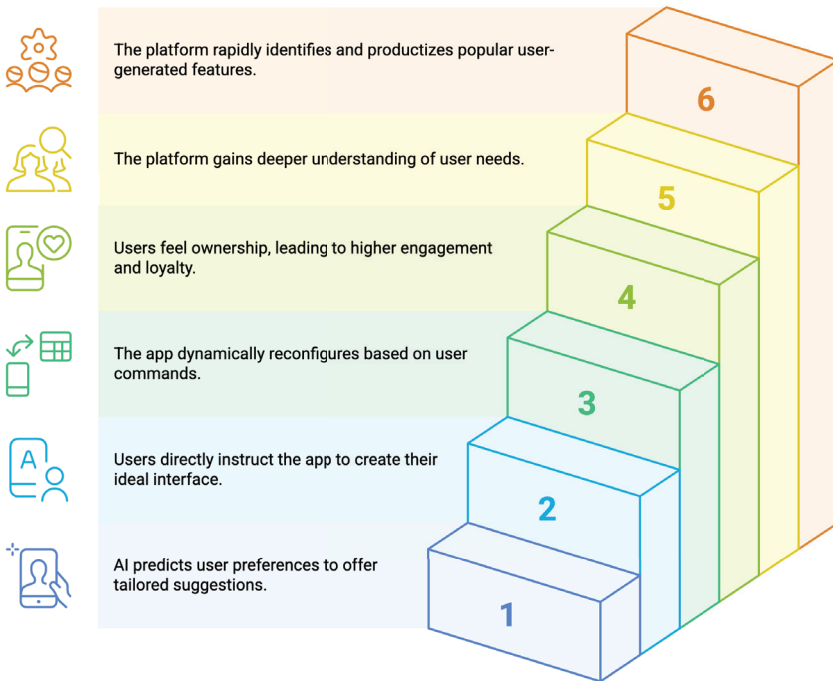 The platform rapidly identifies and productizes popular user-
generated features.
6
The platform gains deeper understanding of user needs.
5
Users feel ownership, leading to higher engagement
and loyalty.
4
The app dynamically reconfigures based on user
commands.
3
A
Users directly instruct the app to create their
ideal interface.
2
AI predicts user preferences to offer
tailored suggestions.
1